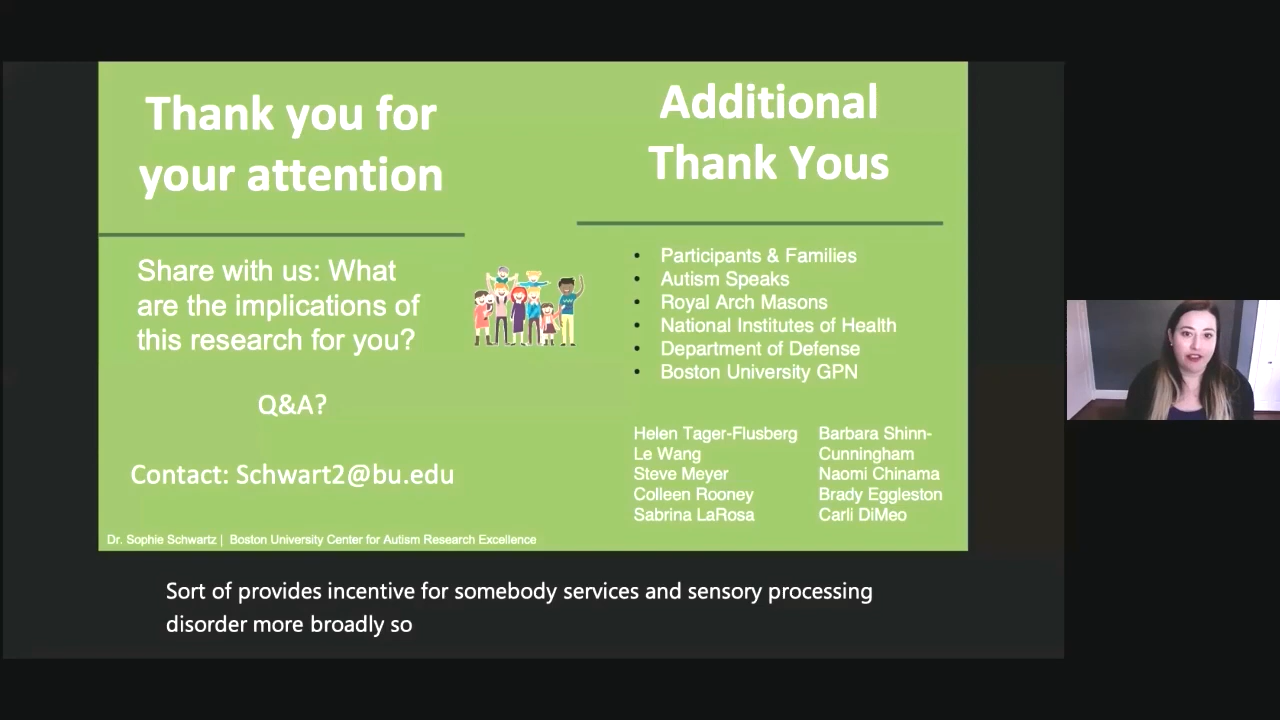 Thank you for
your attention
Share with us: What
are the implications of
this research for you?
Q&A?
Contact: Schwart2@bu.edu
Additional
Thank Yous
• Participants & Families
• Autism Speaks
• Royal Arch Masons
• National Institutes of Health
• Department of Defense
• Boston University GPN
Helen Tager-Flusberg
Le Wang
Steve Meyer
Colleen Rooney
Sabrina LaRosa
Barbara Shinn-
Cunningham
Naomi Chinama
Brady Eggleston
Carli DiMeo
Dr. Sophie Schwartz | Boston University Center for Autism Research Excellence
Sort of provides incentive for somebody services and sensory processing
disorder more broadly so